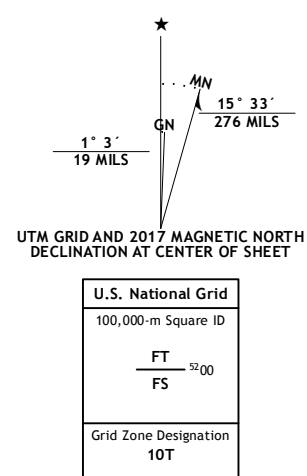 ★
MN
GN
15° 33´
276 MILS
1° 3´
19 MILS
UTM GRID AND 2017 MAGNETIC NORTH
DECLINATION AT CENTER OF SHEET
U.S. National Grid
100,000-m Square ID
FT
5200
FS
Grid Zone Designation
10T